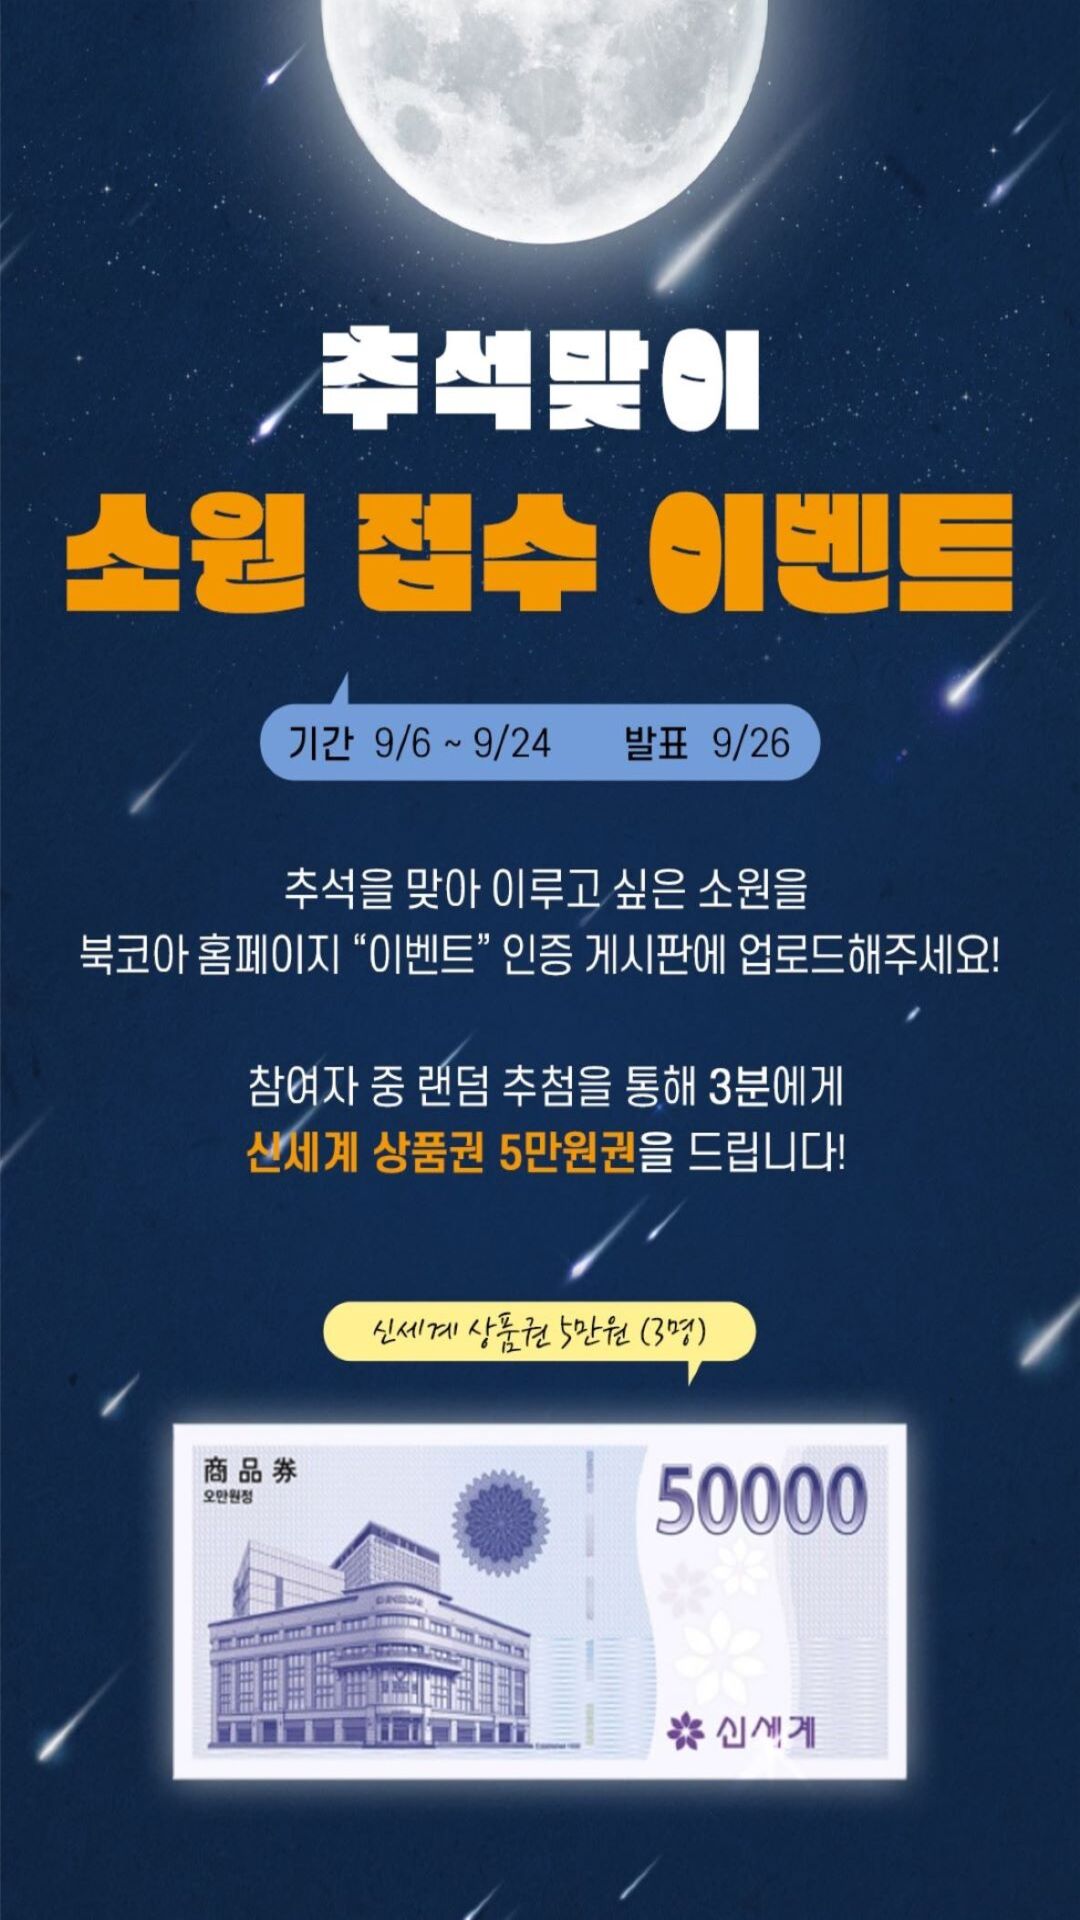 추석맞이
소원 접수 이벤트
기간 9/6 ~ 9/24 발표 9/26
추석을 맞아 이루고 싶은 소원을
북코아 홈페이지 “이벤트” 인증 게시판에 업로드해주세요!
참여자 중 랜덤 추첨을 통해 3분에게
신세계 상품권 5만원권을 드립니다!
신세계 상품권 5만원 (3명)
商品券
오만원정
50000
신세계